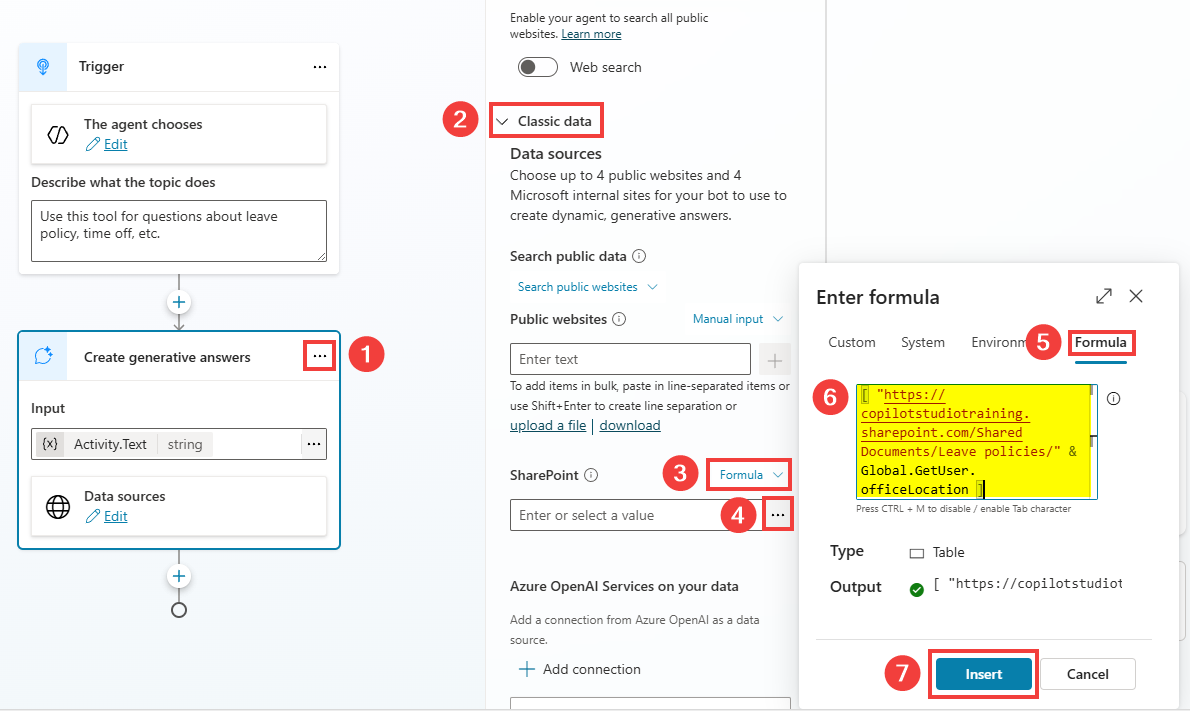 Trigger
...
The agent chooses
Edit
Describe what the topic does
Use this tool for questions about leave
policy, time off, etc.
Create generative answers
...
1
Input
{x} Activity.Text string ...
Data sources
Edit
Enable your agent to search all public
websites. Learn more
Web search
2
Classic data
Data sources
Choose up to 4 public websites and 4
Microsoft internal sites for your bot to use to
create dynamic, generative answers.
Search public data
Search public websites
Public websites
Manual input
Enter text
To add items in bulk, paste in line-separated items or
use Shift+Enter to create line separation or
upload a file | download
SharePoint
3
Formula
Enter or select a value
4
...
Azure OpenAI Services on your data
Add a connection from Azure OpenAI as a data
source.
Add connection
Enter formula
Custom System Environm
5
Formula
6
[ "https://
copilotstudiotraining.
sharepoint.com/Shared
Documents/Leave policies/" &
Global.GetUser.
officeLocation ]
Press CTRL + M to disable / enable Tab character
Type Table
Output [ "https://copilotstudiot
7
Insert
Cancel